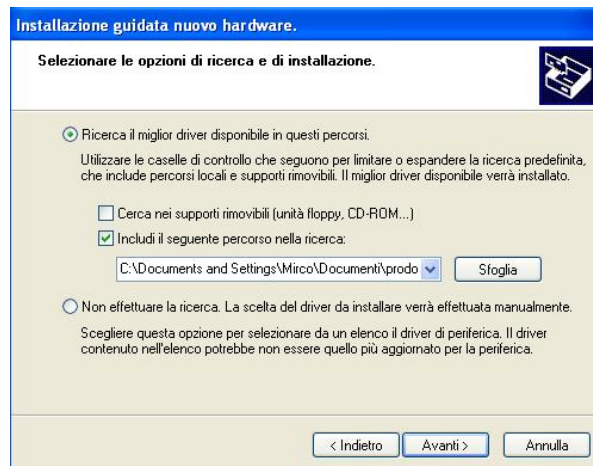 Installazione guidata nuovo hardware.
Selezionare le opzioni di ricerca e di installazione.
Ricerca il miglior driver disponibile in questi percorsi.
Utilizzare le caselle di controllo che seguono per limitare o espandere la ricerca predefinita,
che include percorsi locali e supporti rimovibili. Il miglior driver disponibile verrà installato.
Cerca nei supporti rimovibili (unità floppy, CD-ROM...)
Includi il seguente percorso nella ricerca:
C:\Documents and Settings\Mirco\Documenti\prodo
Sfoglia
Non effettuare la ricerca. La scelta del driver da installare verrà effettuata manualmente.
Scegliere questa opzione per selezionare da un elenco il driver di periferica. Il driver
contenuto nell'elenco potrebbe non essere quello più aggiornato per la periferica.
< Indietro
Avanti >
Annulla